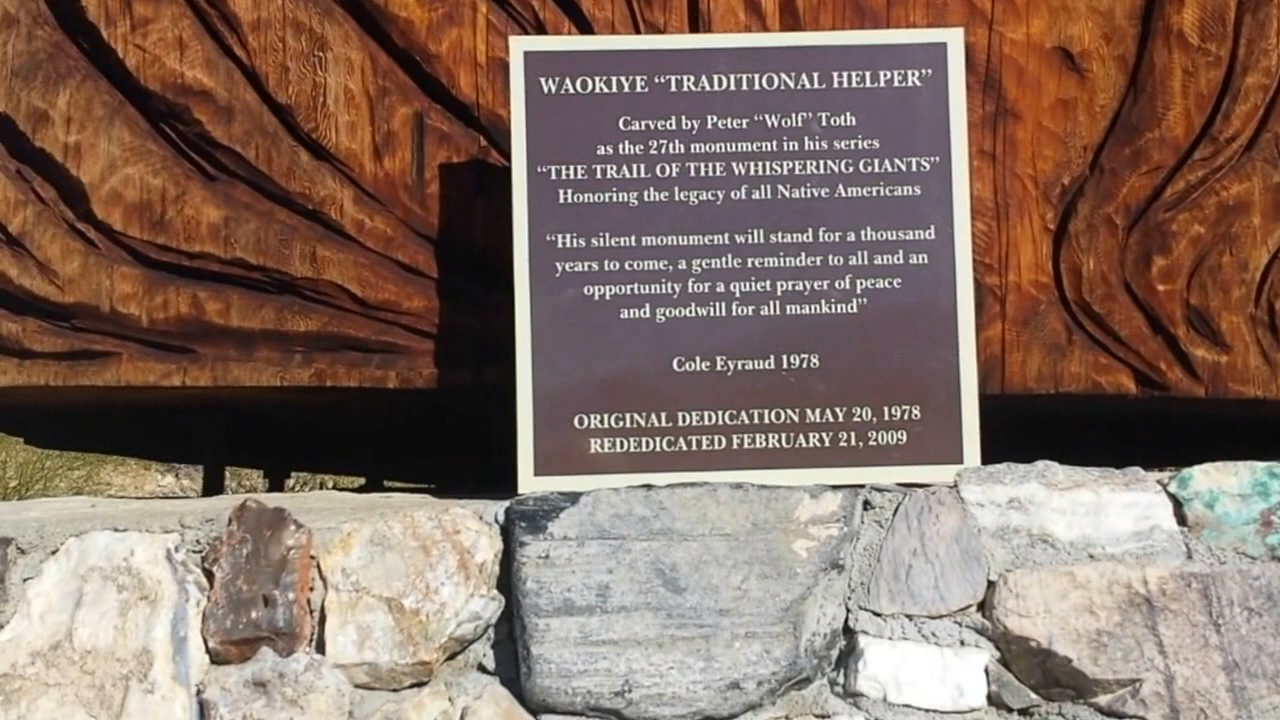 WAOKIYE “TRADITIONAL HELPER”
Carved by Peter “Wolf” Toth
as the 27th monument in his series
“THE TRAIL OF THE WHISPERING GIANTS”
Honoring the legacy of all Native Americans
“His silent monument will stand for a thousand
years to come, a gentle reminder to all and an
opportunity for a quiet prayer of peace
and goodwill for all mankind”
Cole Eyraud 1978
ORIGINAL DEDICATION MAY 20, 1978
REDEDICATED FEBRUARY 21, 2009